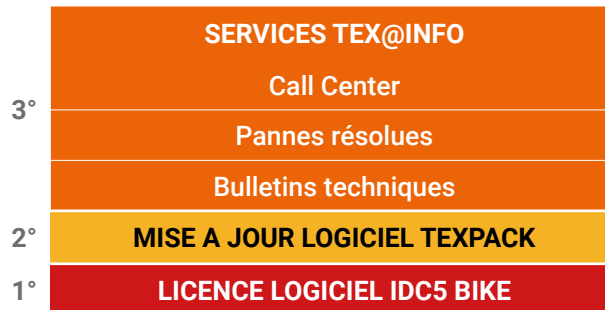 SERVICES TEX@INFO
Call Center
3°
Pannes résolues
Bulletins techniques
2° MISE A JOUR LOGICIEL TEXPACK
1° LICENCE LOGICIEL IDC5 BIKE